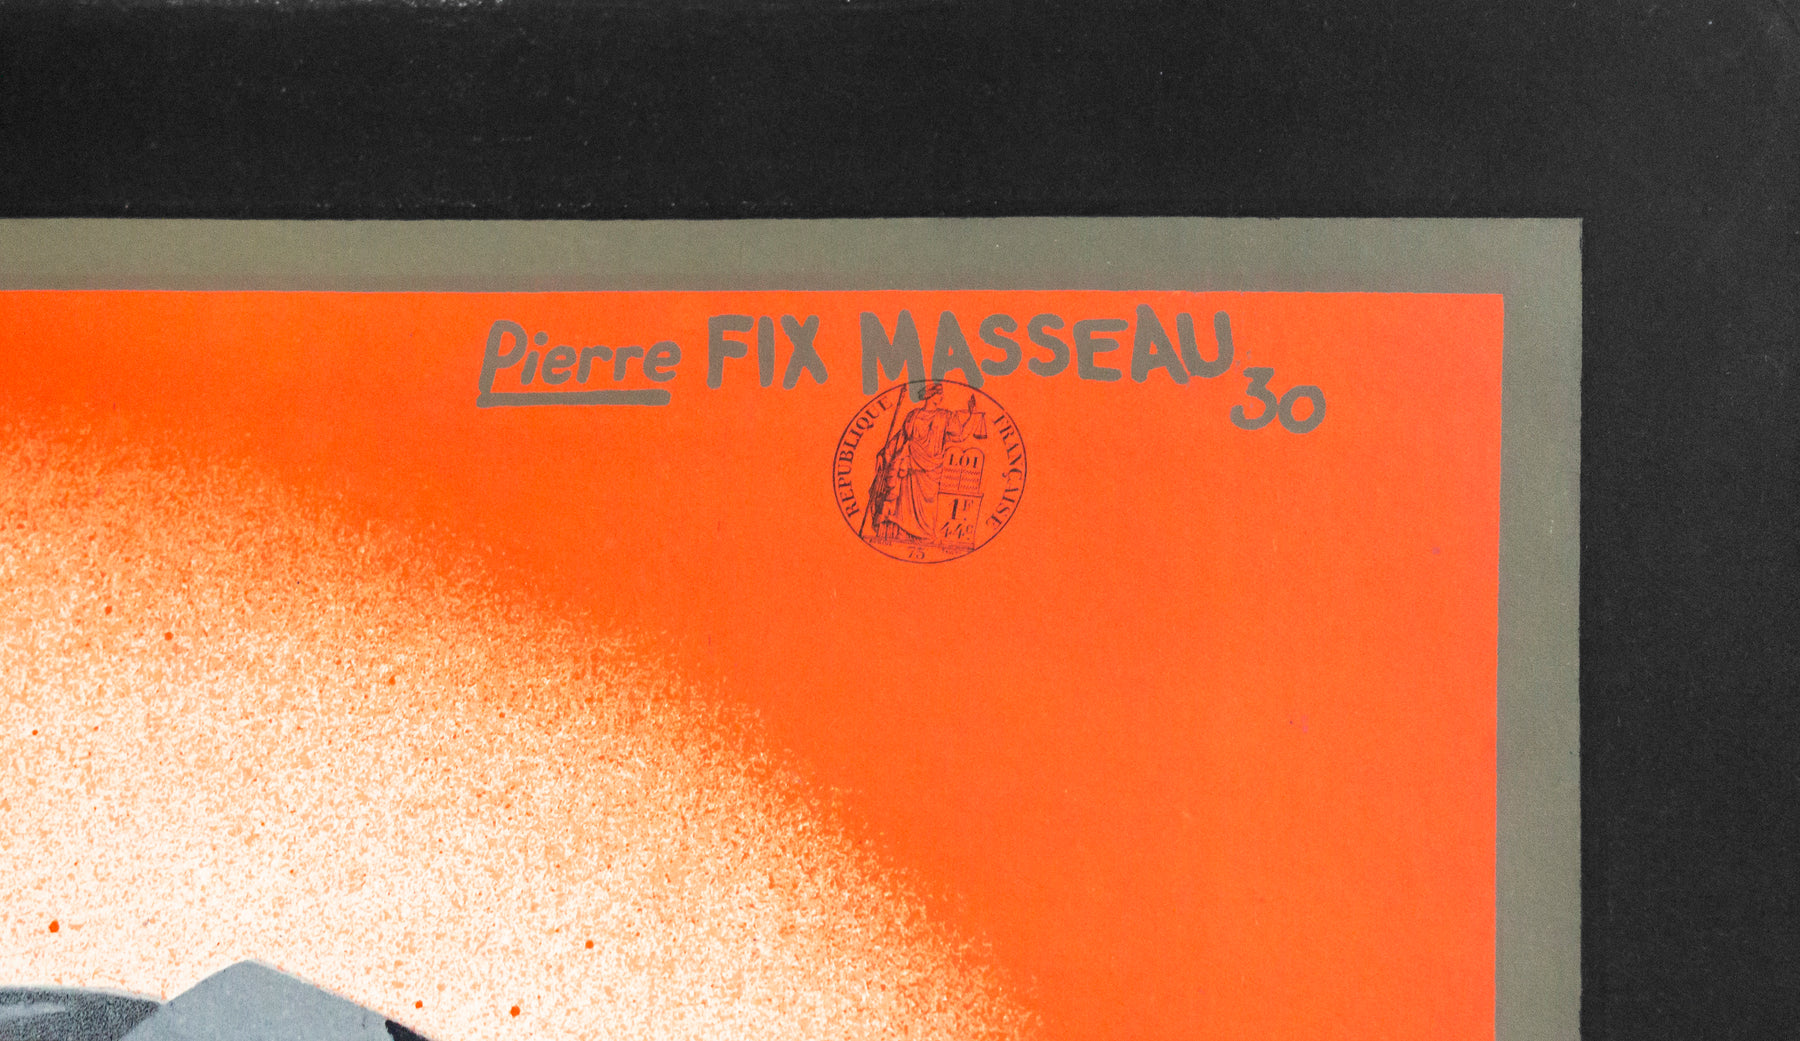 Pierre FIX MASSEAU 30
REPUBLIQUE FRANÇAISE
LOI
1F.
44c
75